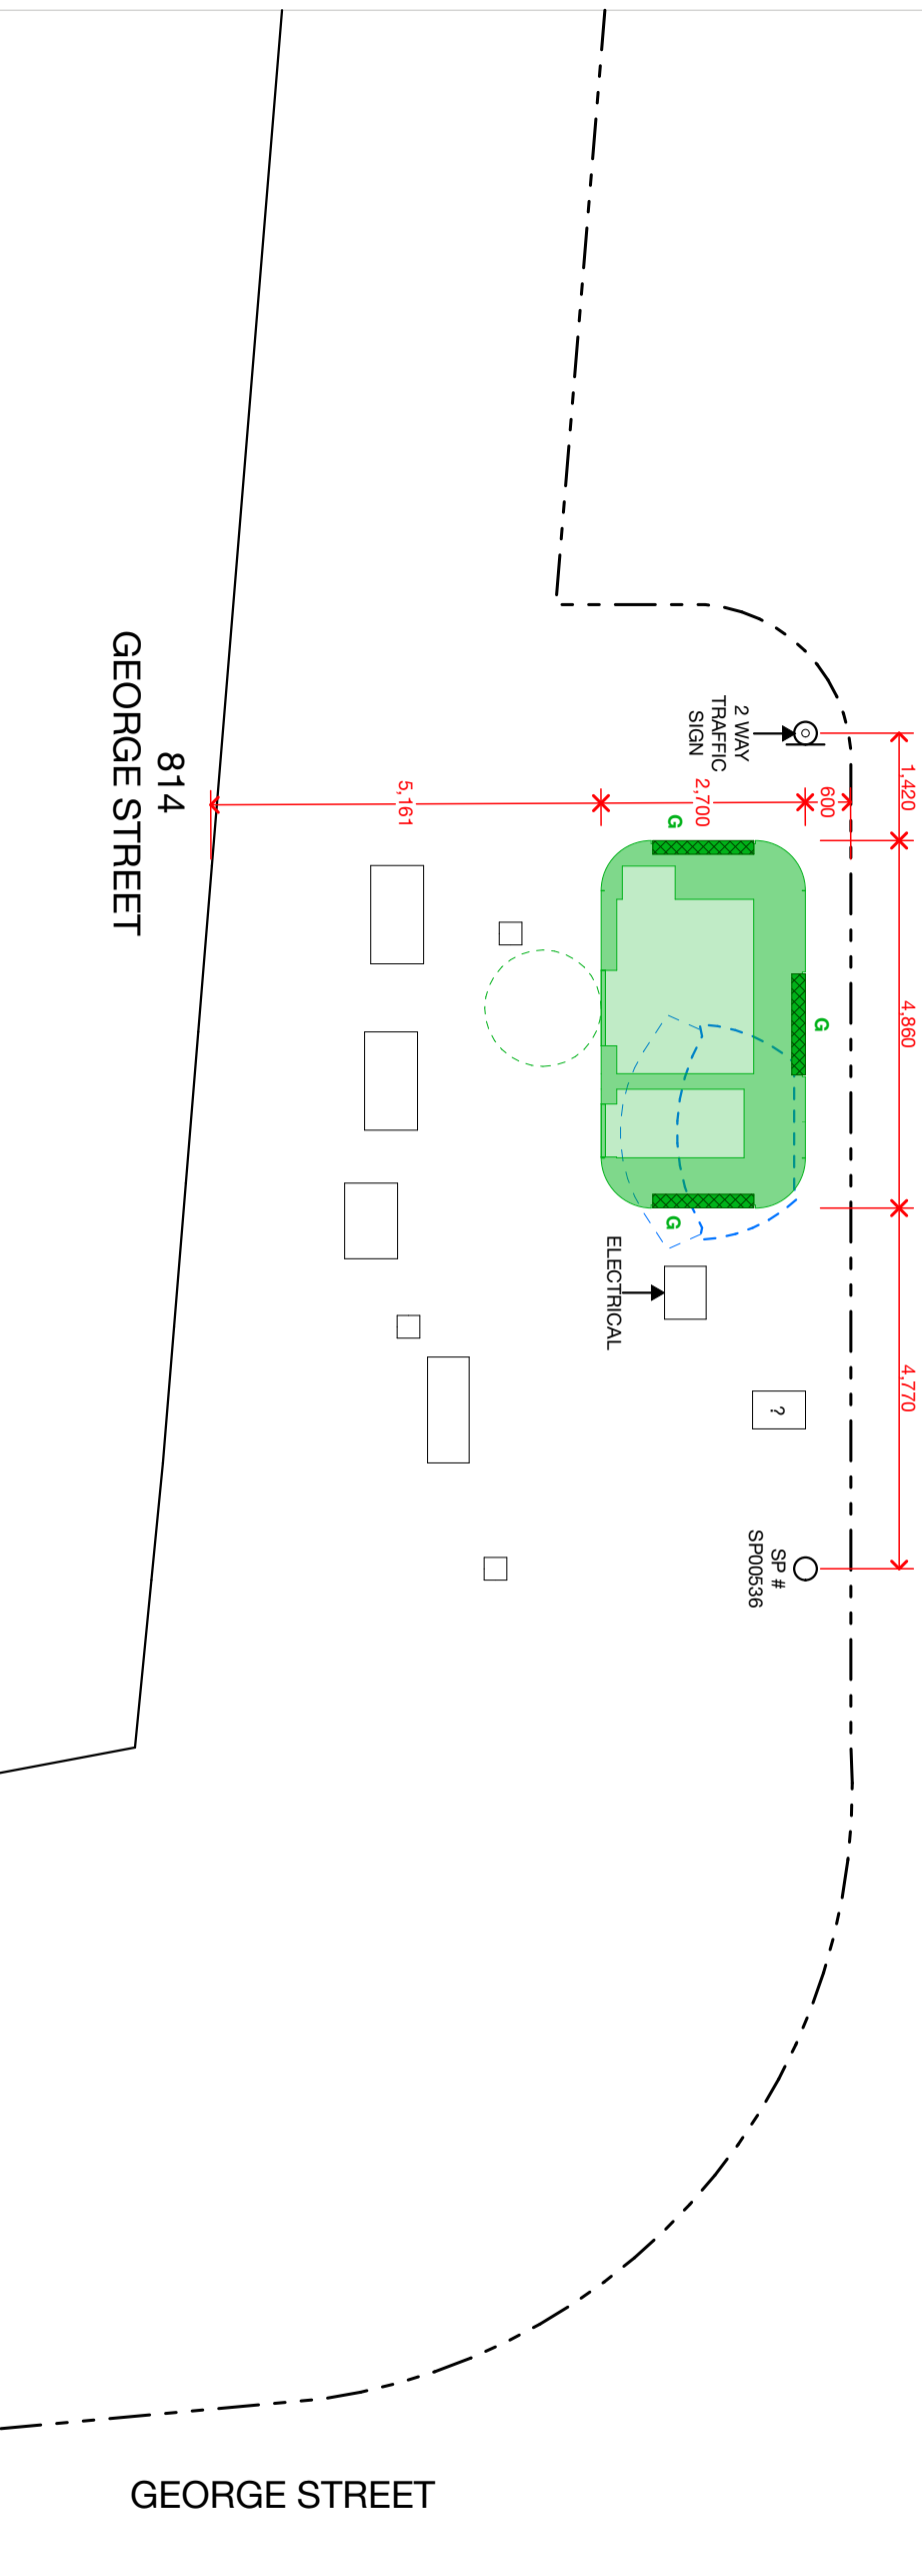 814
GEORGE STREET
2 WAY
TRAFFIC
SIGN
1,420
600
2,700
5,161
G
4,860
G
G
ELECTRICAL
4,770
?
SP #
SP00536
GEORGE STREET